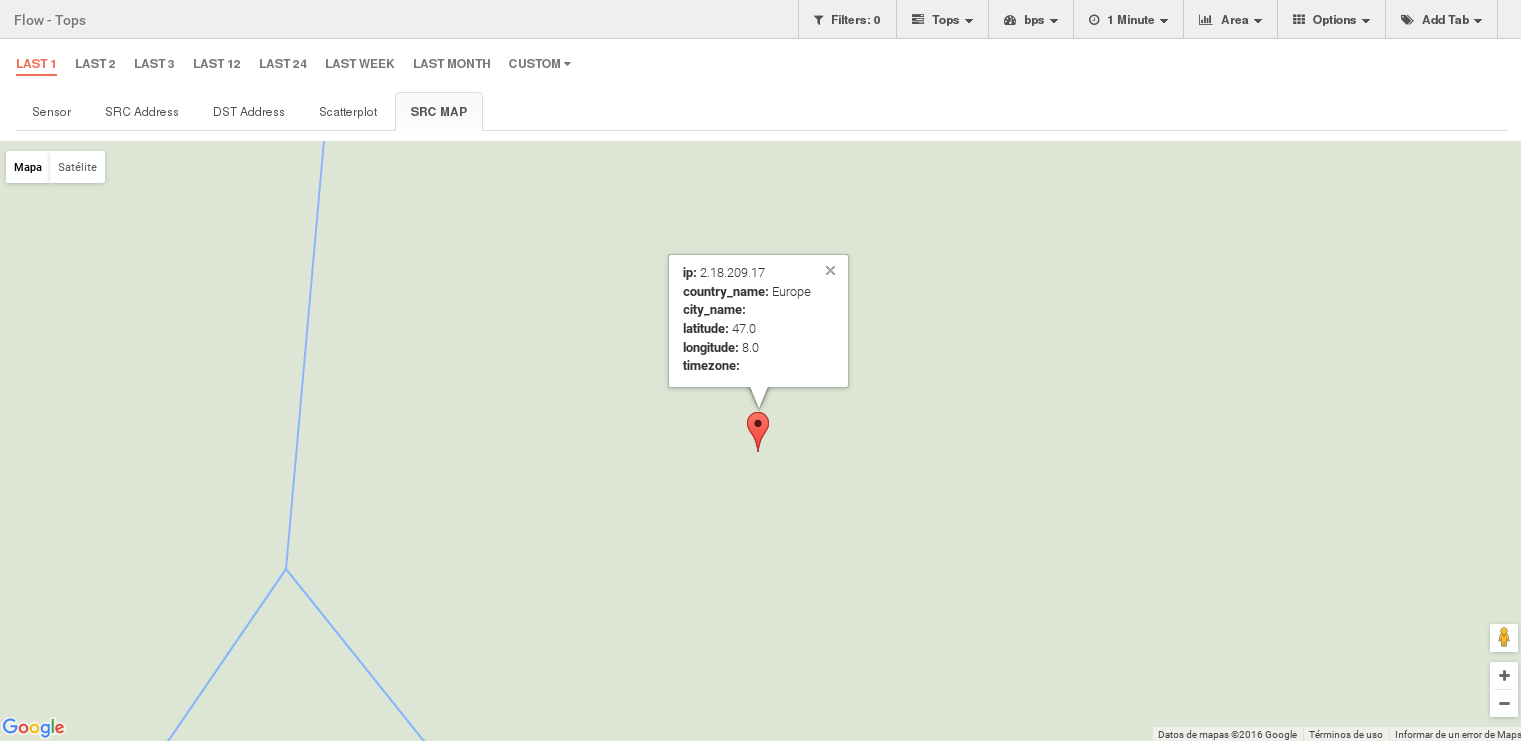 Flow - Tops
Filters: 0
Tops
bps
1 Minute
Area
Options
Add Tab
LAST 1
LAST 2
LAST 3
LAST 12
LAST 24
LAST WEEK
LAST MONTH
CUSTOM
Sensor
SRC Address
DST Address
Scatterplot
SRC MAP
Mapa
Satélite
ip: 2.18.209.17
country_name: Europe
city_name:
latitude: 47.0
longitude: 8.0
timezone:
Google
Datos de mapas ©2016 Google
Términos de uso
Informar de un error de Maps